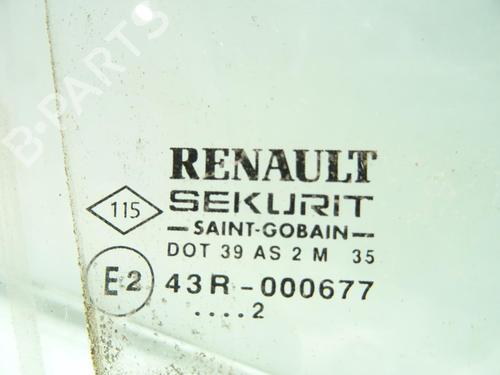 B-PARTS
RENAULT
115
SEKURIT
SAINT-GOBAIN
DOT 39 AS 2 M 35
E2 43R-000677
....2